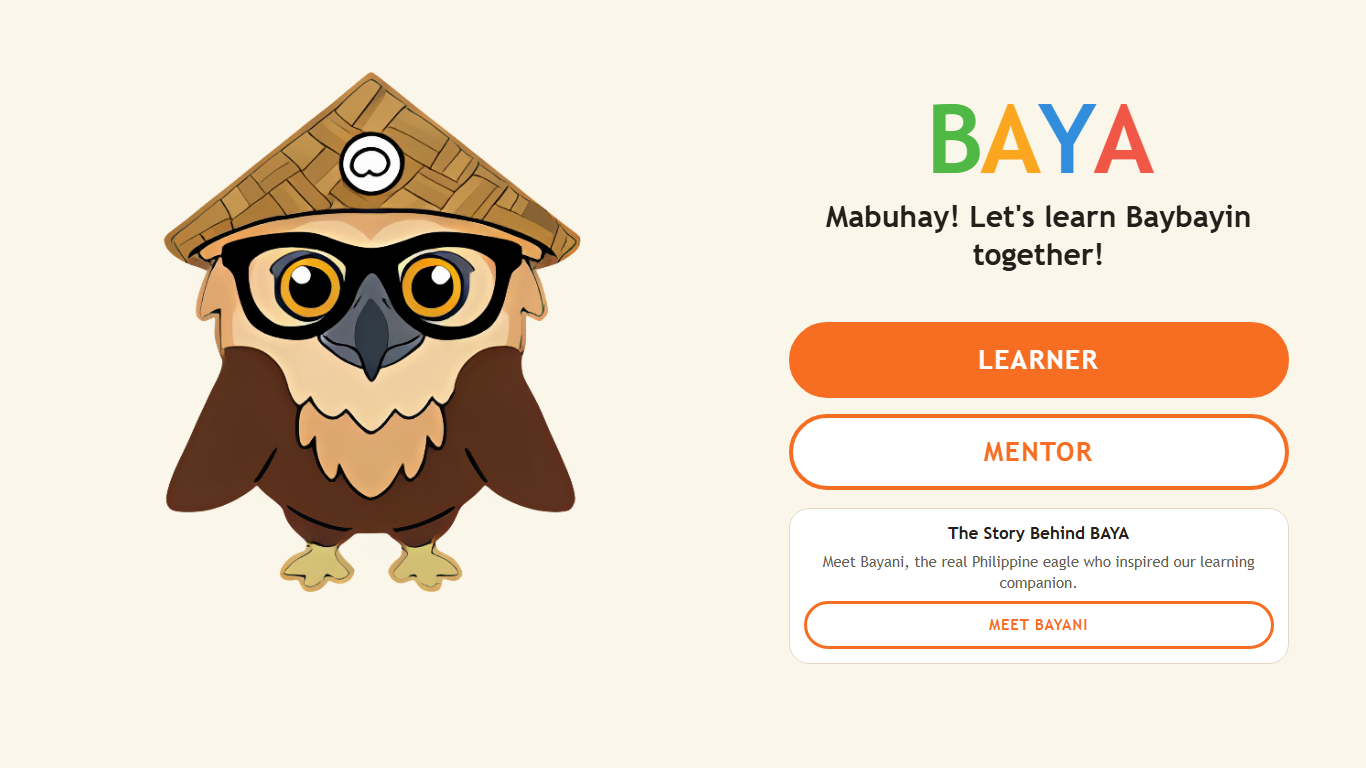 ᜊ
BAYA
Mabuhay! Let's learn Baybayin
together!
LEARNER
MENTOR
The Story Behind BAYA
Meet Bayani, the real Philippine eagle who inspired our learning
companion.
MEET BAYANI